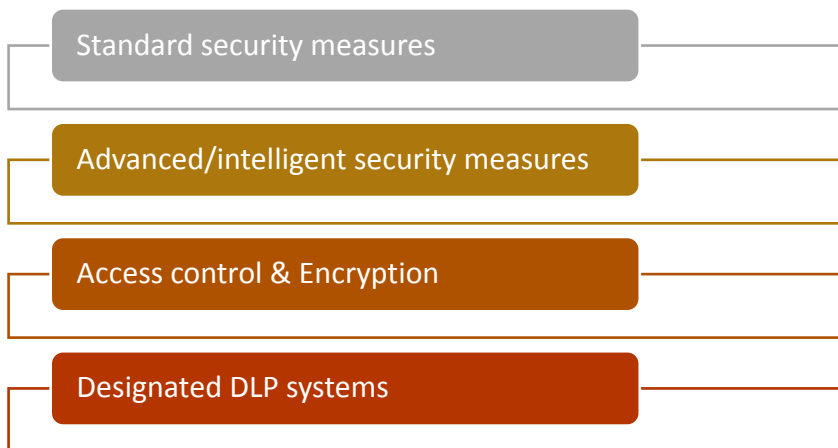 Standard security measures
Advanced/intelligent security measures
Access control & Encryption
Designated DLP systems